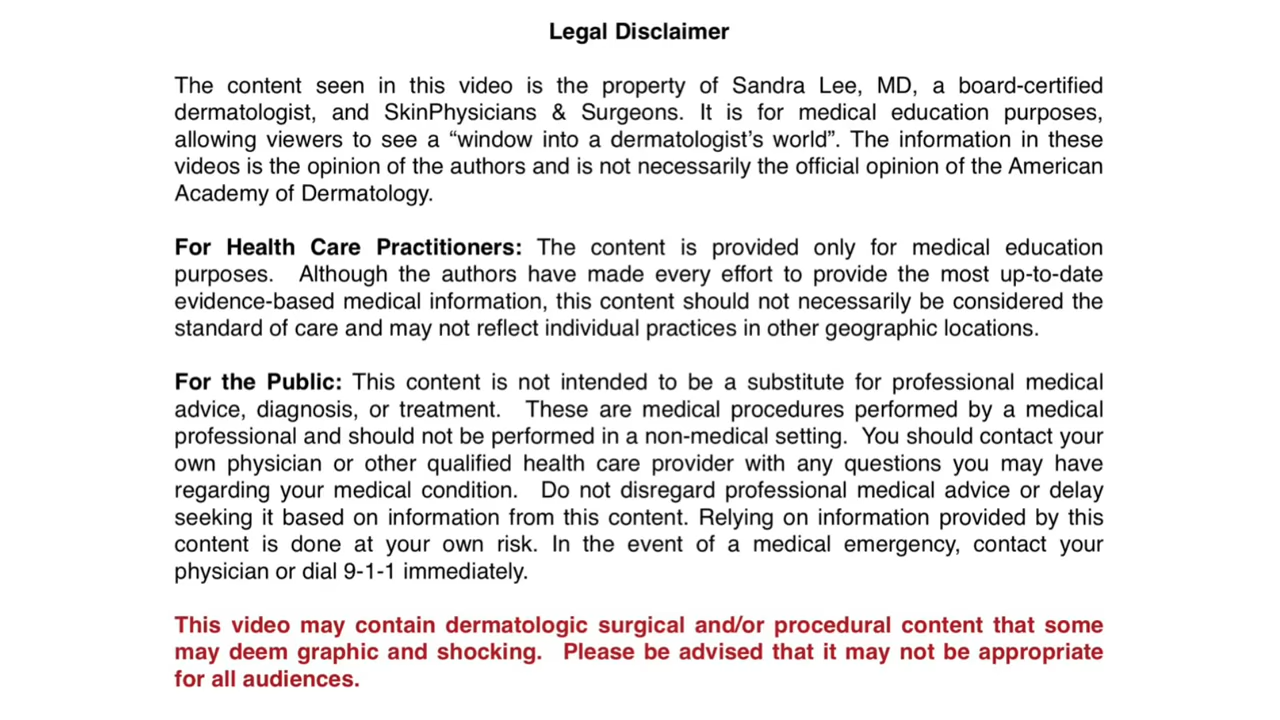 Legal Disclaimer
The content seen in this video is the property of Sandra Lee, MD, a board-certified
dermatologist, and SkinPhysicians & Surgeons. It is for medical education purposes,
allowing viewers to see a “window into a dermatologist’s world”. The information in these
videos is the opinion of the authors and is not necessarily the official opinion of the American
Academy of Dermatology.
For Health Care Practitioners: The content is provided only for medical education
purposes. Although the authors have made every effort to provide the most up-to-date
evidence-based medical information, this content should not necessarily be considered the
standard of care and may not reflect individual practices in other geographic locations.
For the Public: This content is not intended to be a substitute for professional medical
advice, diagnosis, or treatment. These are medical procedures performed by a medical
professional and should not be performed in a non-medical setting. You should contact your
own physician or other qualified health care provider with any questions you may have
regarding your medical condition. Do not disregard professional medical advice or delay
seeking it based on information from this content. Relying on information provided by this
content is done at your own risk. In the event of a medical emergency, contact your
physician or dial 9-1-1 immediately.
This video may contain dermatologic surgical and/or procedural content that some
may deem graphic and shocking. Please be advised that it may not be appropriate
for all audiences.